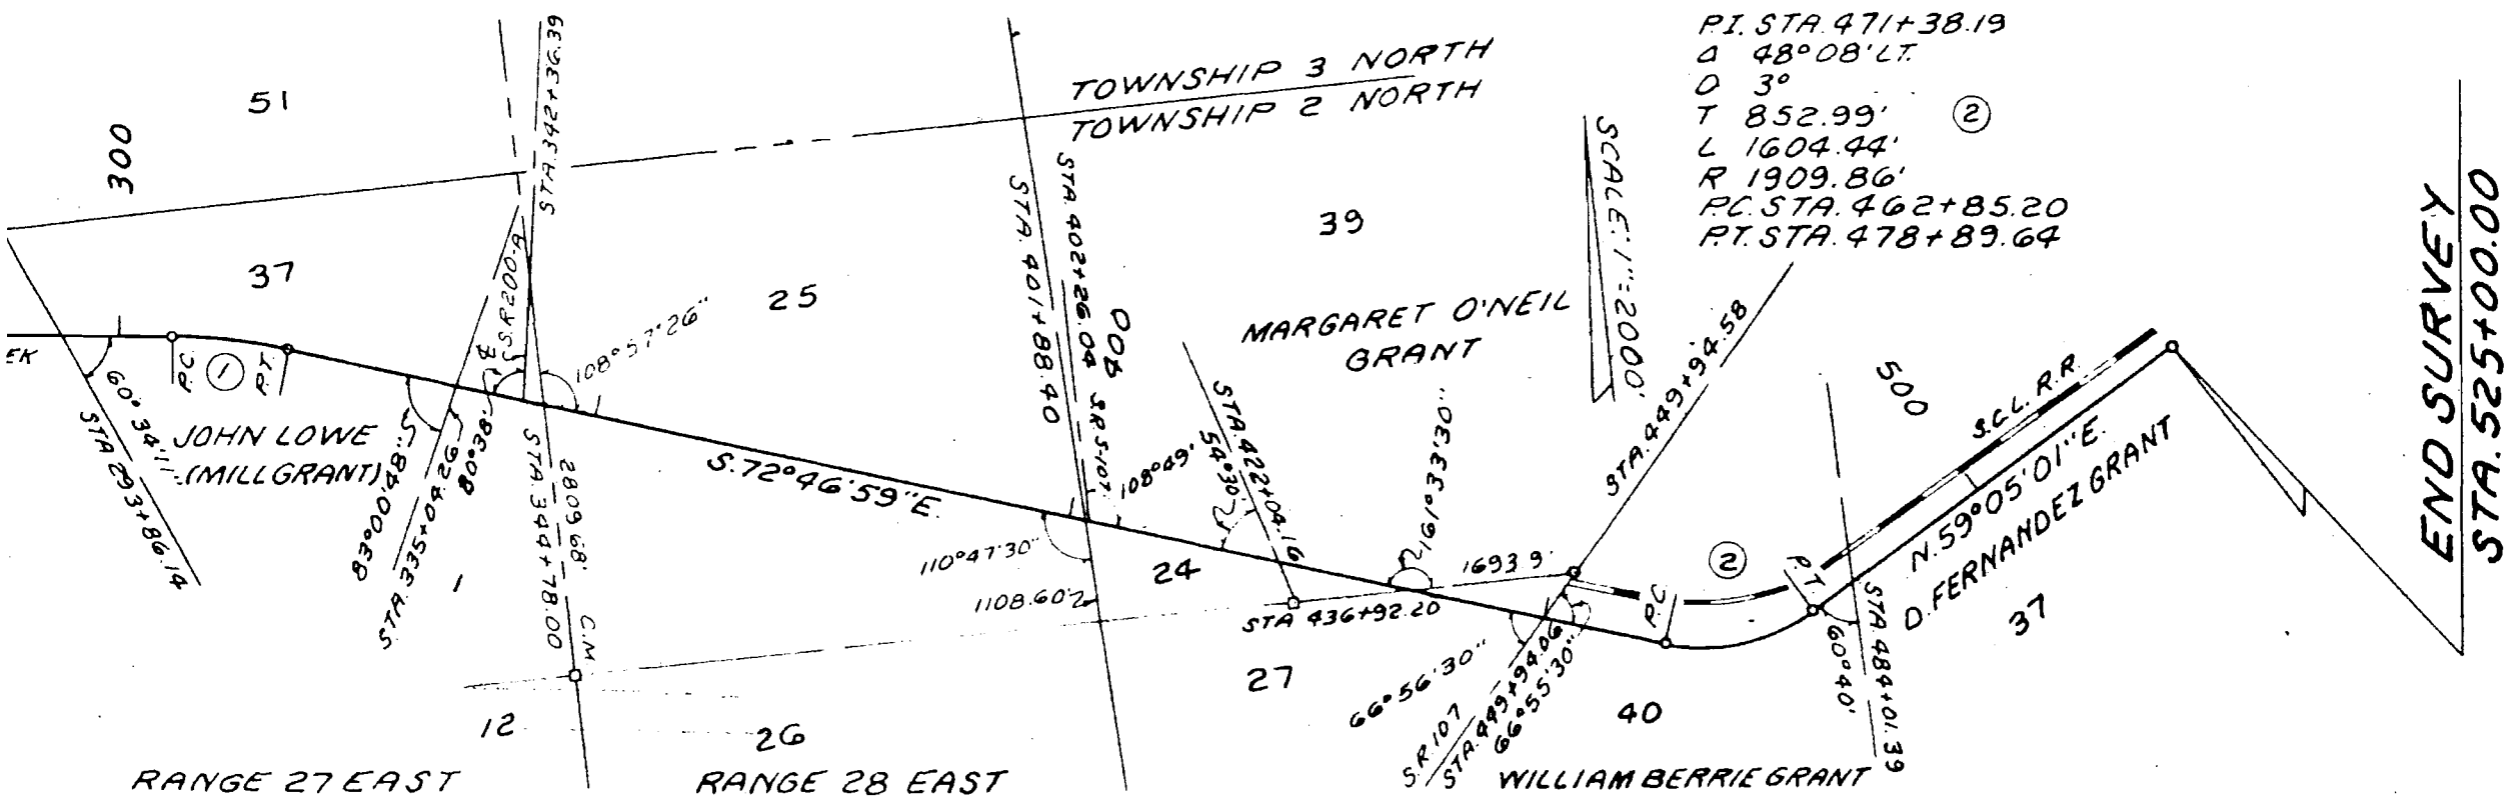 P.I. STA. 471+38.19
Δ 48°08' LT.
D 3°
T 852.99'
L 1604.44'
R 1909.86'
P.C. STA. 462+85.20
P.T. STA. 478+89.64
2
TOWNSHIP 3 NORTH
TOWNSHIP 2 NORTH
51
300
STA. 342+36.39
37
S.R. 200-A
25
108°57'26"
39
MARGARET O'NEIL
GRANT
SCALE: 1"=2000'
STA. 401+88.40
STA. 402+26.04 S.R. S-107
400
EK
P.C.
1
P.T.
60°34'11"
STA 293+86.14
JOHN LOWE
(MILL GRANT)
83°00'48"
STA. 335+04.26
80°38'
STA. 344+78.00
2809.68'
C.M.
S.72°46'59"E.
108°49'
110°47'30"
1108.60'
24
STA. 422+04.16
54°30'
161°33'30"
1693.9'
STA 436+92.20
STA. 449+94.58
P.C.
2
P.T.
500
S.C.L. R.R.
N.59°05'01"E.
D. FERNANDEZ GRANT
STA. 484+01.39
60°40'
37
END SURVEY
STA. 525+00.00
1
12
26
27
66°56'30"
S.R. 107
STA. 449+94.06
66°55'30"
40
RANGE 27 EAST
RANGE 28 EAST
WILLIAM BERRIE GRANT